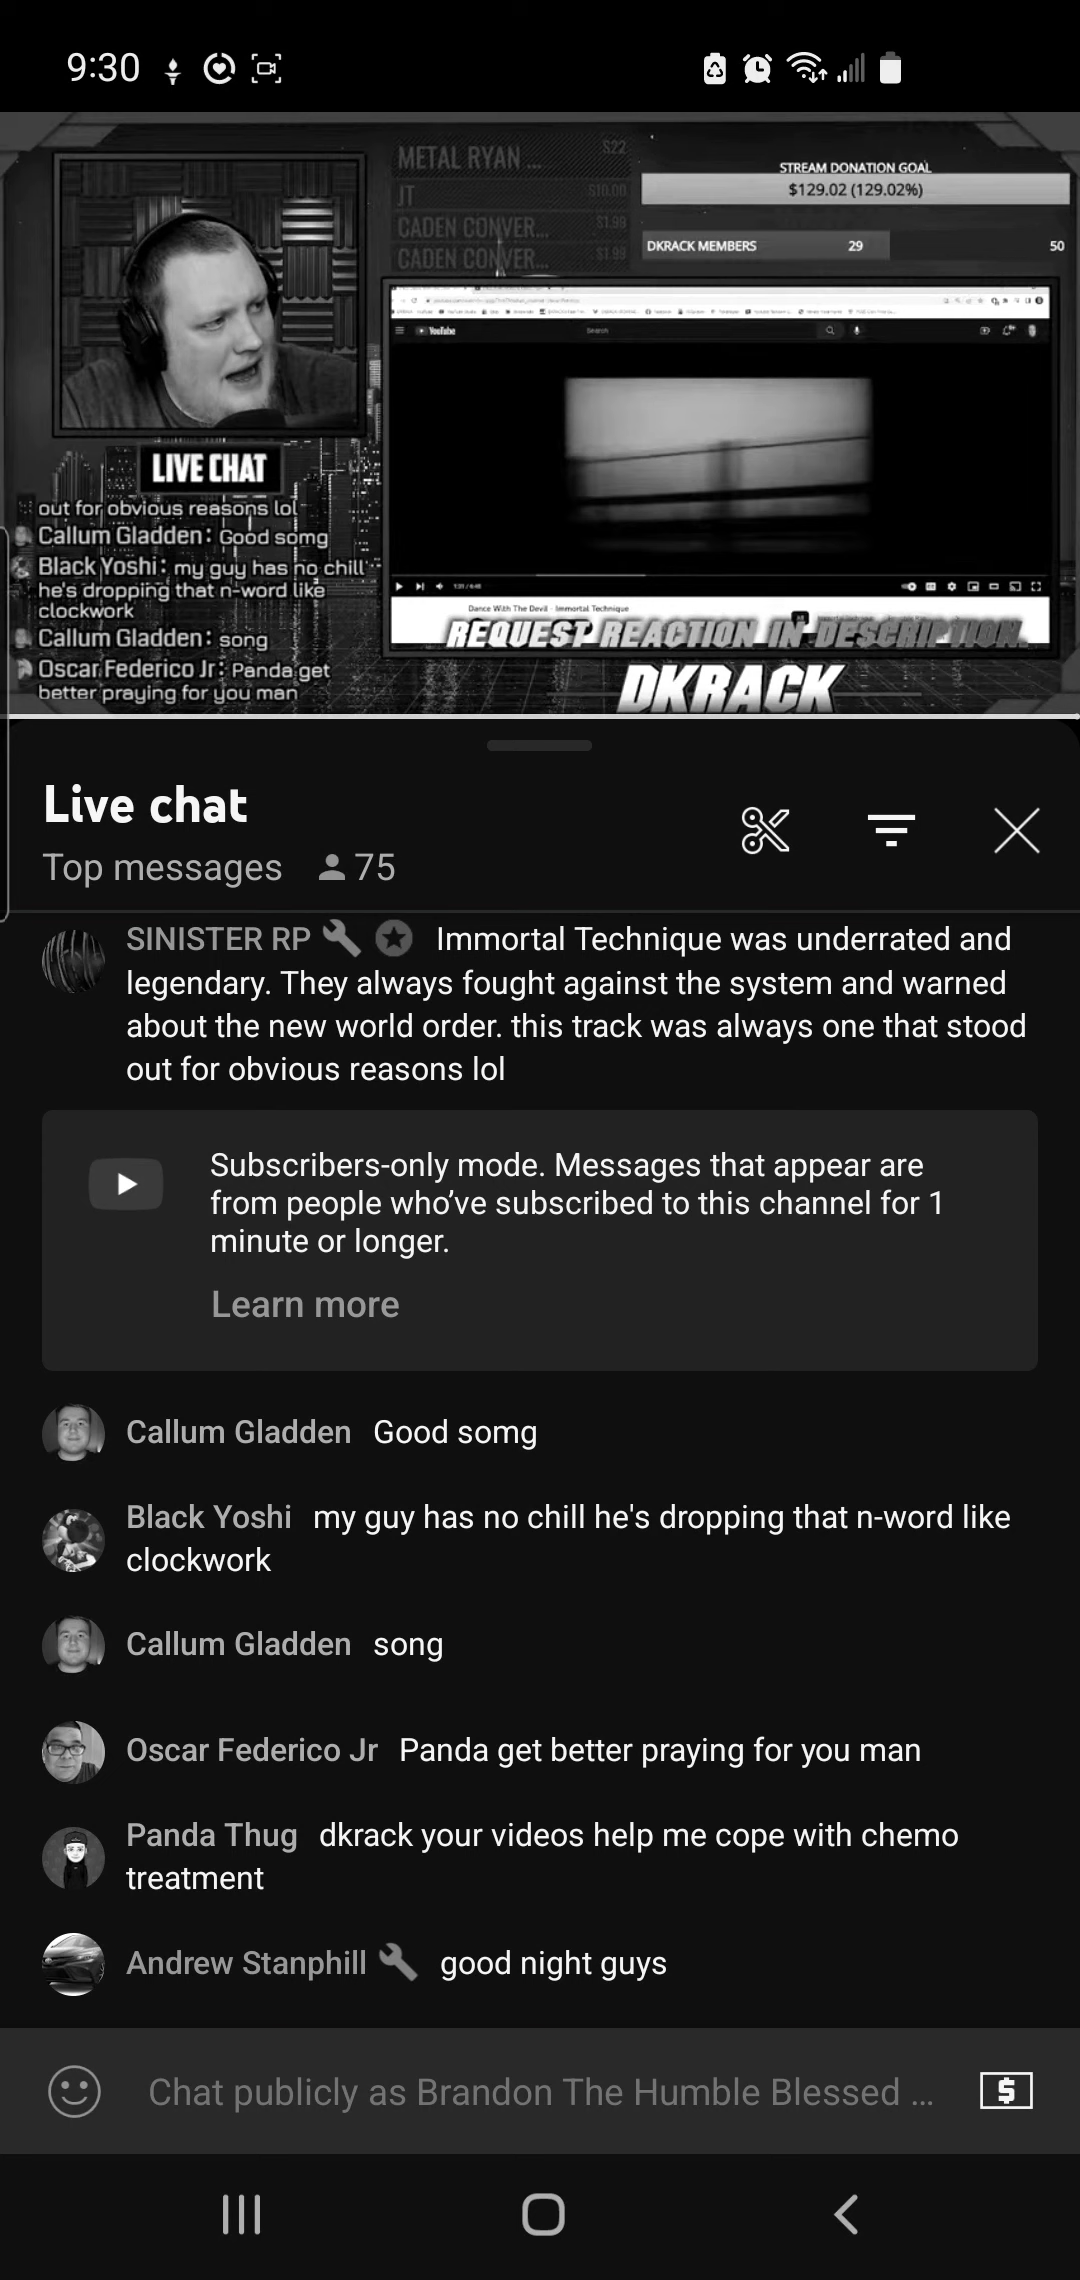 9:30
METAL RYAN ... $22
JT $10.00
CADEN CONVER... $1.99
CADEN CONVER... $1.99
STREAM DONATION GOAL
$129.02 (129.02%)
DKRACK MEMBERS 29 50
YouTube
Search
Dance With The Devil - Immortal Technique
REQUEST REACTION IN DESCRIPTION.
DKRACK
LIVE CHAT
out for obvious reasons lol
Callum Gladden: Good somg
Black Yoshi: my guy has no chill
he's dropping that n-word like
clockwork
Callum Gladden: song
Oscar Federico Jr: Panda get
better praying for you man
Live chat
Top messages 75
SINISTER RP Immortal Technique was underrated and
legendary. They always fought against the system and warned
about the new world order. this track was always one that stood
out for obvious reasons lol
Subscribers-only mode. Messages that appear are
from people who’ve subscribed to this channel for 1
minute or longer.
Learn more
Callum Gladden Good somg
Black Yoshi my guy has no chill he's dropping that n-word like
clockwork
Callum Gladden song
Oscar Federico Jr Panda get better praying for you man
Panda Thug dkrack your videos help me cope with chemo
treatment
Andrew Stanphill good night guys
Chat publicly as Brandon The Humble Blessed ...